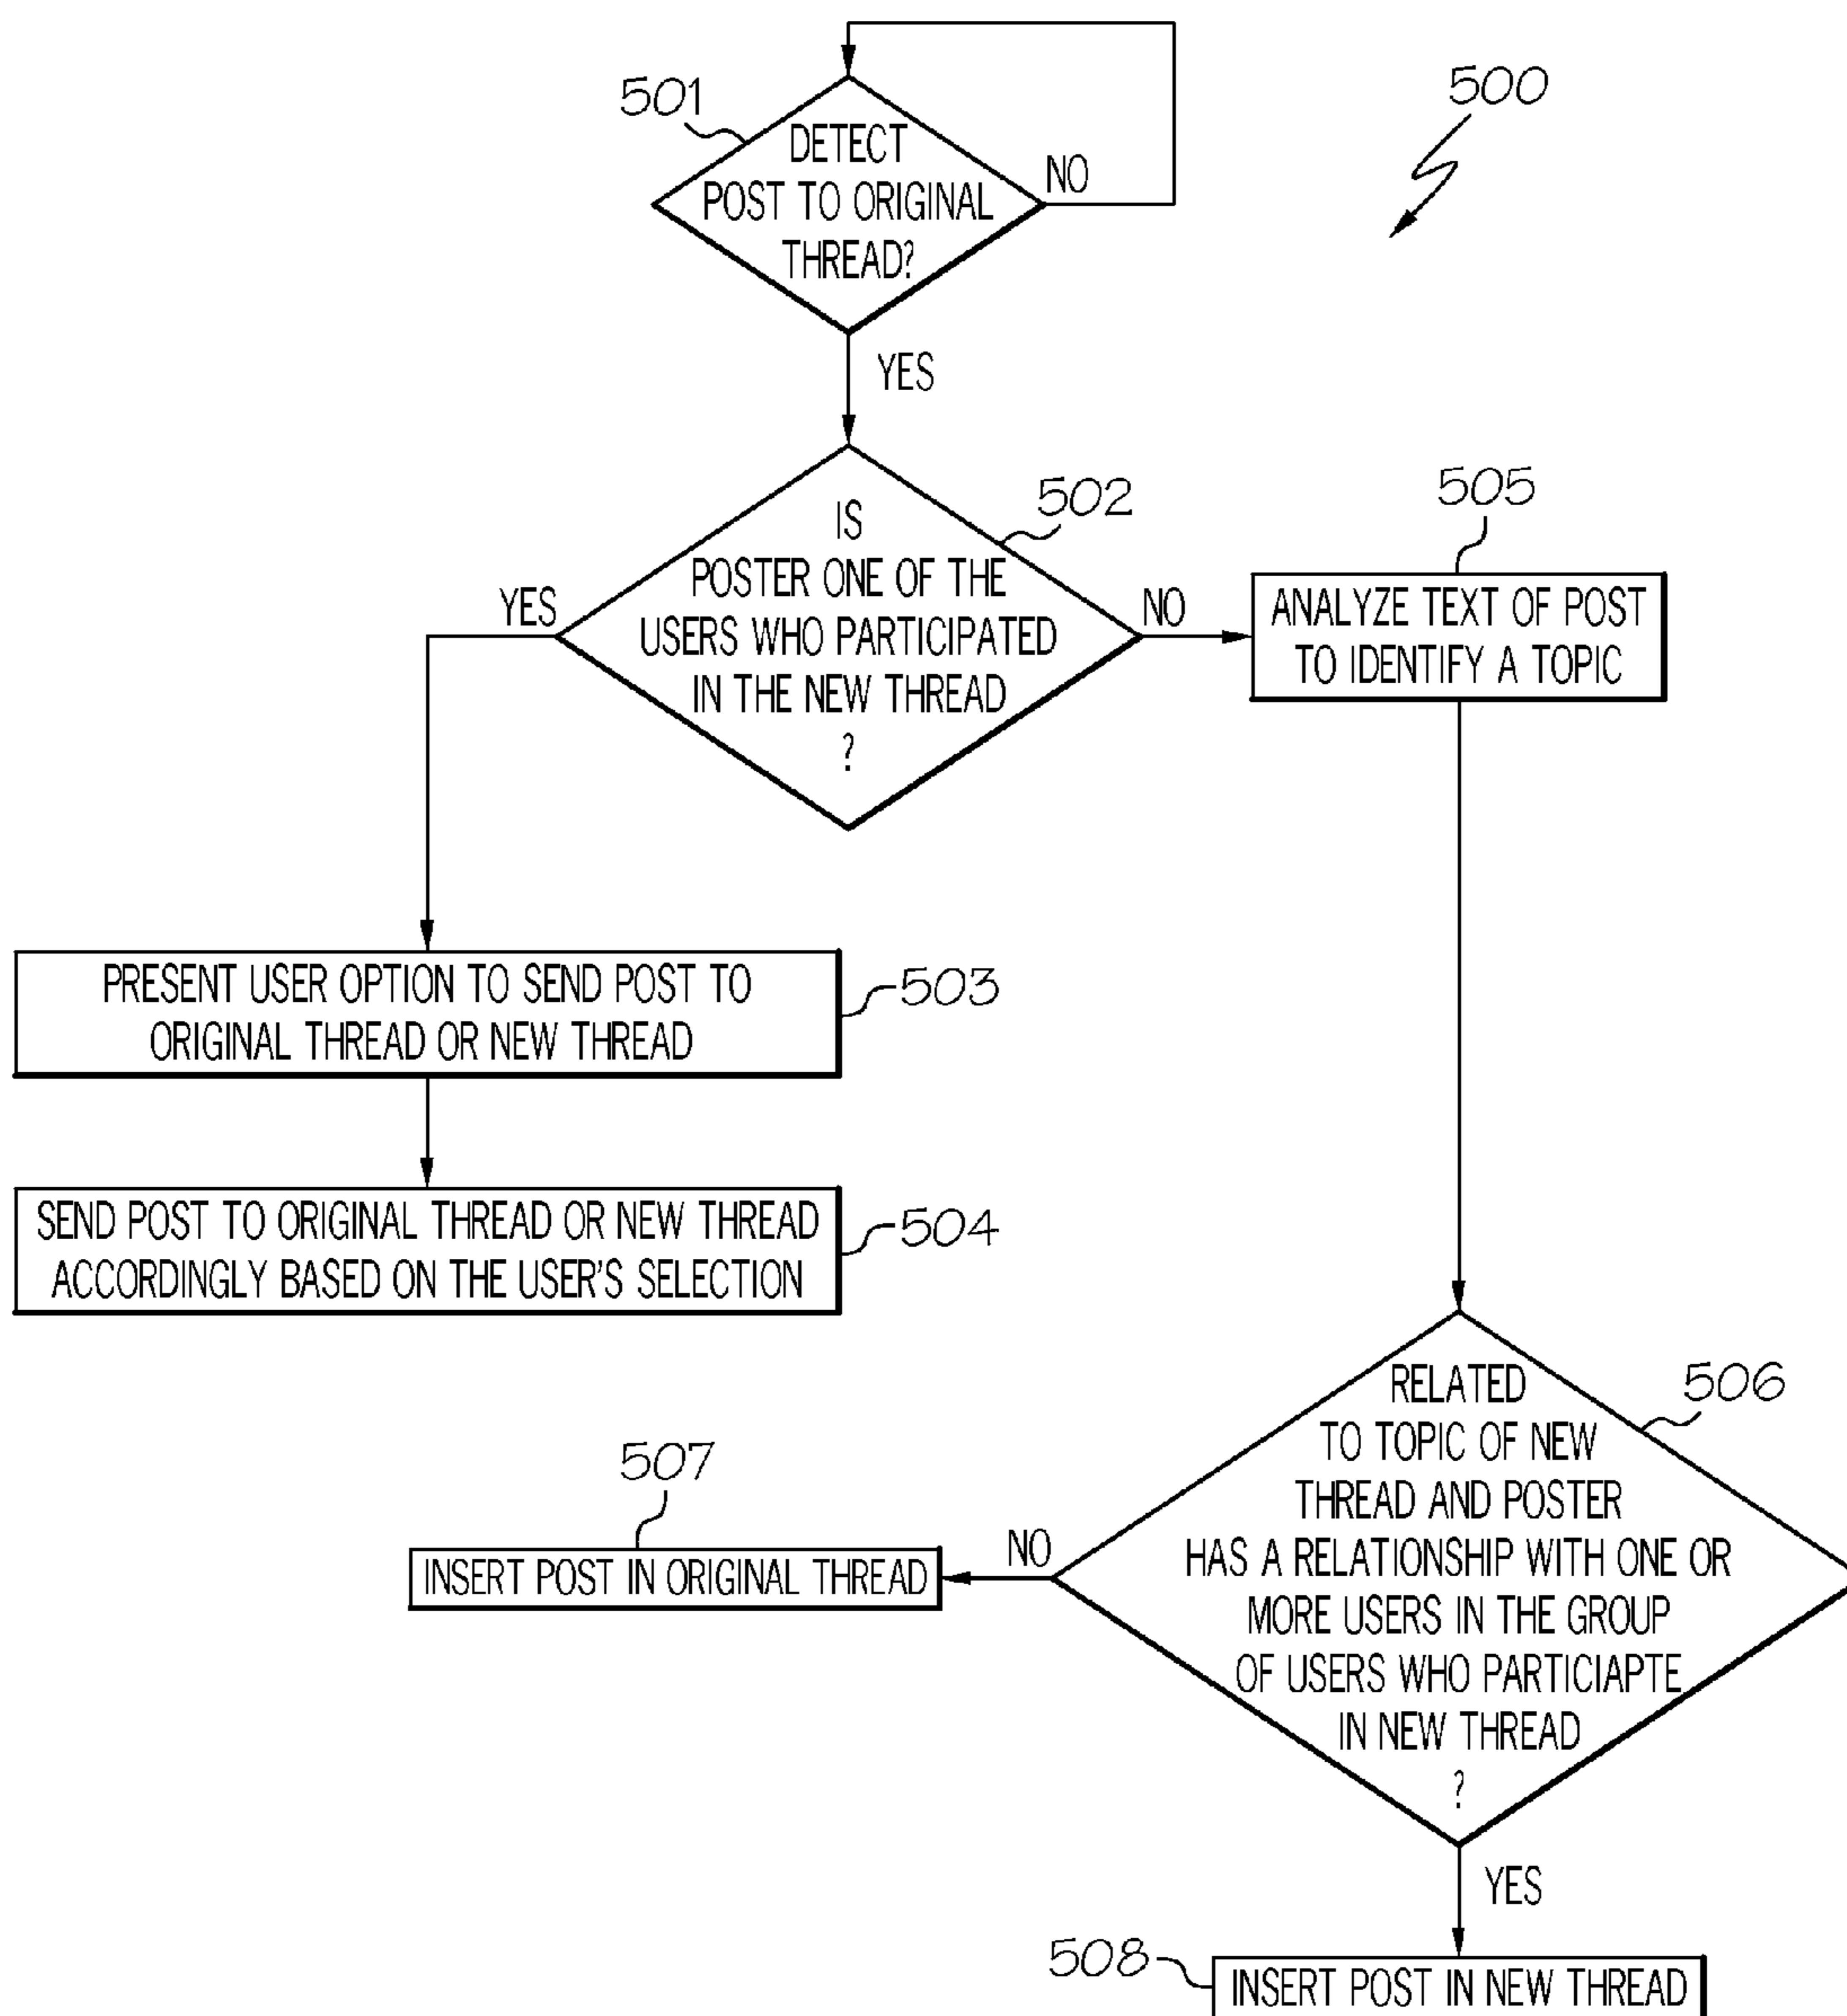 500
501
DETECT
POST TO ORIGINAL
THREAD?
NO
YES
502
IS
POSTER ONE OF THE
USERS WHO PARTICIPATED
IN THE NEW THREAD
?
YES
NO
505
ANALYZE TEXT OF POST
TO IDENTIFY A TOPIC
PRESENT USER OPTION TO SEND POST TO
ORIGINAL THREAD OR NEW THREAD
503
SEND POST TO ORIGINAL THREAD OR NEW THREAD
ACCORDINGLY BASED ON THE USER'S SELECTION
504
506
RELATED
TO TOPIC OF NEW
THREAD AND POSTER
HAS A RELATIONSHIP WITH ONE OR
MORE USERS IN THE GROUP
OF USERS WHO PARTICIAPTE
IN NEW THREAD
?
NO
507
INSERT POST IN ORIGINAL THREAD
YES
508
INSERT POST IN NEW THREAD